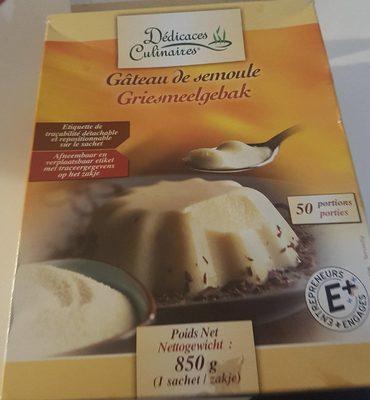 Dédicaces
Culinaires®
Gâteau de semoule
Griesmeelgebak
Etiquette de
traçabilité détachable
et repositionnable
sur le sachet
Afneembaar en
verplaatsbaar etiket
met traceergegevens
op het zakje
50 portions
porties
ENTREPRENEURS
E+
+ ENGAGÉS +
Poids Net
Nettogewicht :
850 g
(1 sachet / zakje)